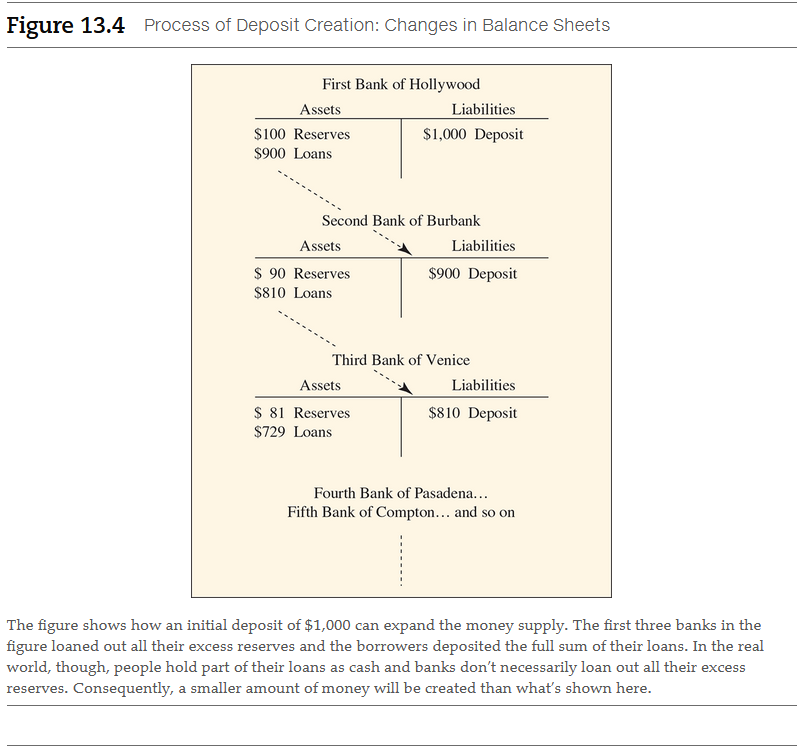 Figure 13.4 Process of Deposit Creation: Changes in Balance Sheets
First Bank of Hollywood
Assets Liabilities
$100 Reserves $1,000 Deposit
$900 Loans
Second Bank of Burbank
Assets Liabilities
$ 90 Reserves $900 Deposit
$810 Loans
Third Bank of Venice
Assets Liabilities
$ 81 Reserves $810 Deposit
$729 Loans
Fourth Bank of Pasadena…
Fifth Bank of Compton… and so on
The figure shows how an initial deposit of $1,000 can expand the money supply. The first three banks in the
figure loaned out all their excess reserves and the borrowers deposited the full sum of their loans. In the real
world, though, people hold part of their loans as cash and banks don’t necessarily loan out all their excess
reserves. Consequently, a smaller amount of money will be created than what’s shown here.